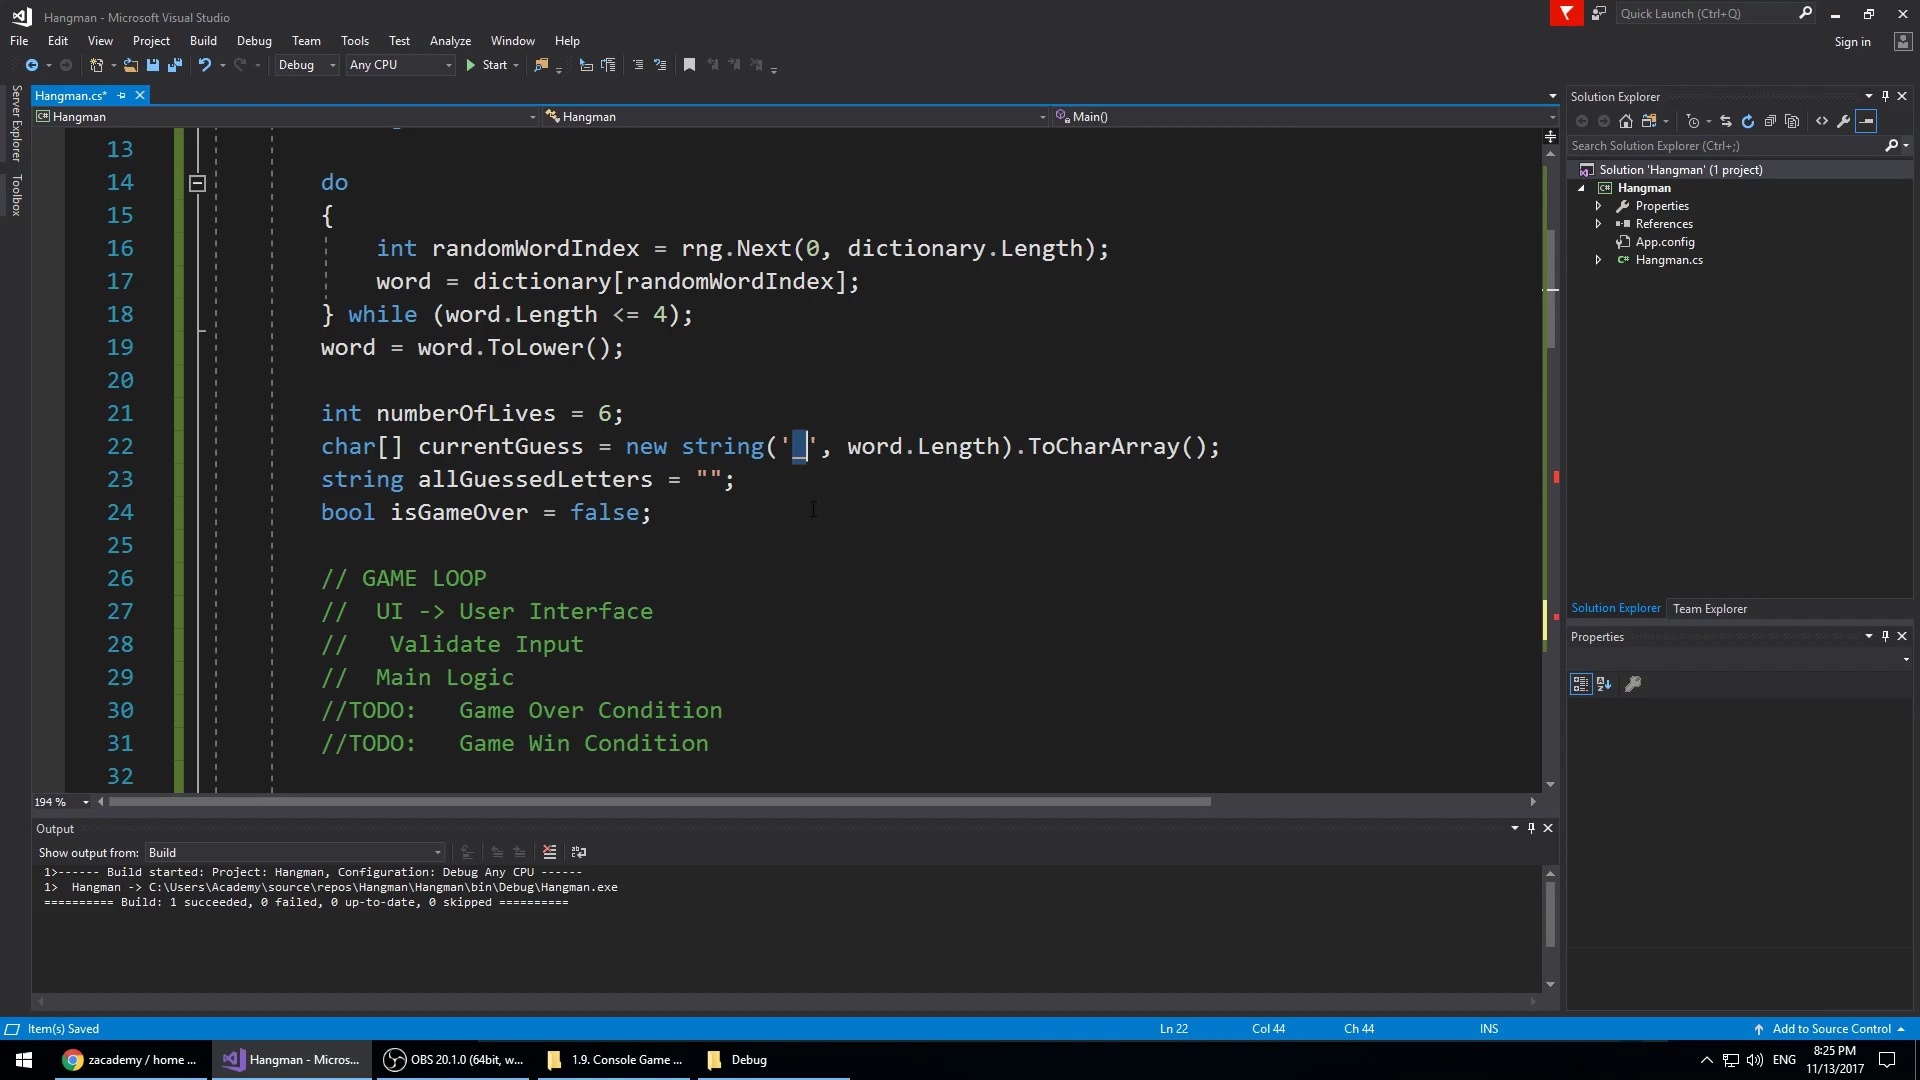 Hangman - Microsoft Visual Studio
Quick Launch (Ctrl+Q)
File Edit View Project Build Debug Team Tools Test Analyze Window Help
Sign in
Debug Any CPU Start
Server Explorer
Toolbox
Hangman.cs*
Hangman Hangman Main()
13
14 do
15 {
16 int randomWordIndex = rng.Next(0, dictionary.Length);
17 word = dictionary[randomWordIndex];
18 } while (word.Length <= 4);
19 word = word.ToLower();
20
21 int numberOfLives = 6;
22 char[] currentGuess = new string('_', word.Length).ToCharArray();
23 string allGuessedLetters = "";
24 bool isGameOver = false;
25
26 // GAME LOOP
27 //  UI -> User Interface
28 //   Validate Input
29 //  Main Logic
30 //TODO:   Game Over Condition
31 //TODO:   Game Win Condition
32
194 %
Output
Show output from: Build
1>------ Build started: Project: Hangman, Configuration: Debug Any CPU ------
1>  Hangman -> C:\Users\Academy\source\repos\Hangman\Hangman\bin\Debug\Hangman.exe
========== Build: 1 succeeded, 0 failed, 0 up-to-date, 0 skipped ==========
Solution Explorer
Search Solution Explorer (Ctrl+;)
Solution 'Hangman' (1 project)
C# Hangman
Properties
References
App.config
C# Hangman.cs
Solution Explorer Team Explorer
Properties
Item(s) Saved Ln 22 Col 44 Ch 44 INS Add to Source Control
zacademy / home ... Hangman - Micros... OBS 20.1.0 (64bit, w... 1.9. Console Game ... Debug ENG 8:25 PM
11/13/2017